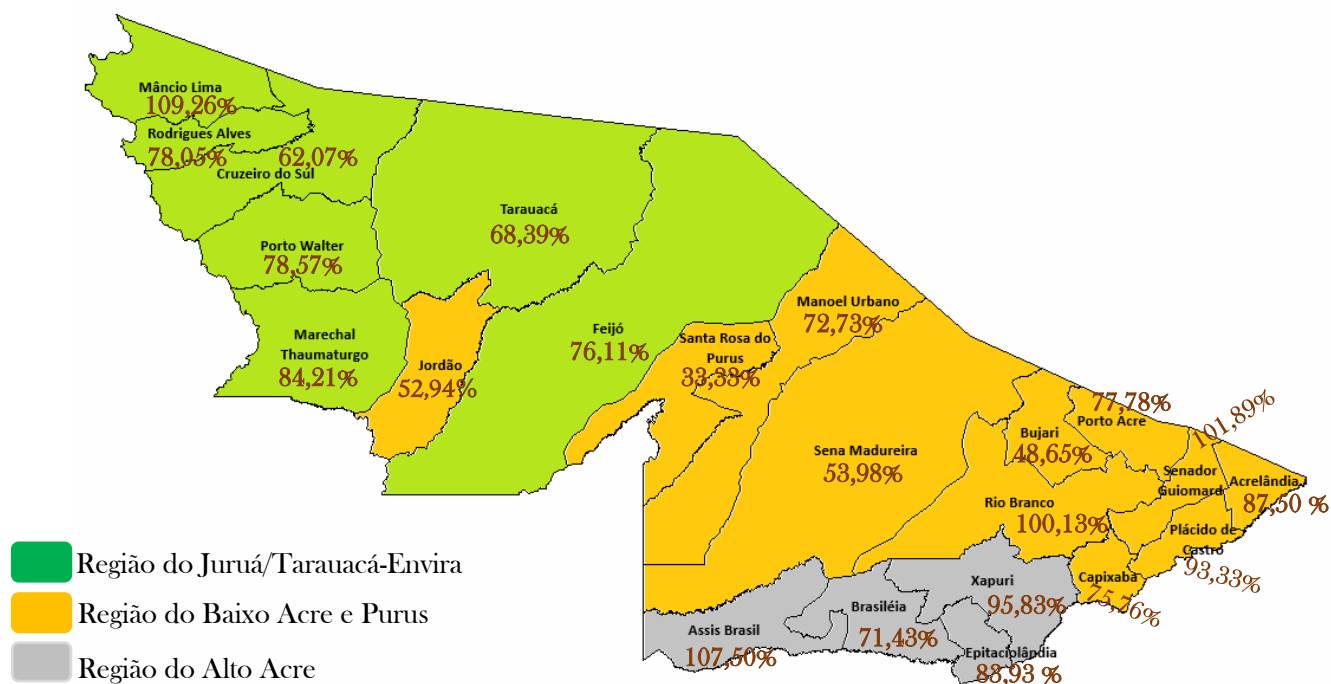 Mâncio Lima
109,26%
Rodrigues Alves
78,05%
62,07%
Cruzeiro do Súl
Tarauacá
68,39%
Porto Walter
78,57%
Marechal
Thaumaturgo
84,21%
Jordão
52,94%
Feijó
76,11%
Manoel Urbano
72,73%
Santa Rosa do
Purus
33,33%
Sena Madureira
53,98%
Bujari
48,65%
77,78%
Porto Acre
101,89%
Senador
Guiomard
Acrelândia
87,50 %
Rio Branco
100,13%
Plácido de
Castro
93,33%
Capixaba
75,76%
Xapuri
95,83%
Brasiléia
71,43%
Assis Brasil
107,50%
Epitaciolândia
83,93 %
Região do Juruá/Tarauacá-Envira
Região do Baixo Acre e Purus
Região do Alto Acre